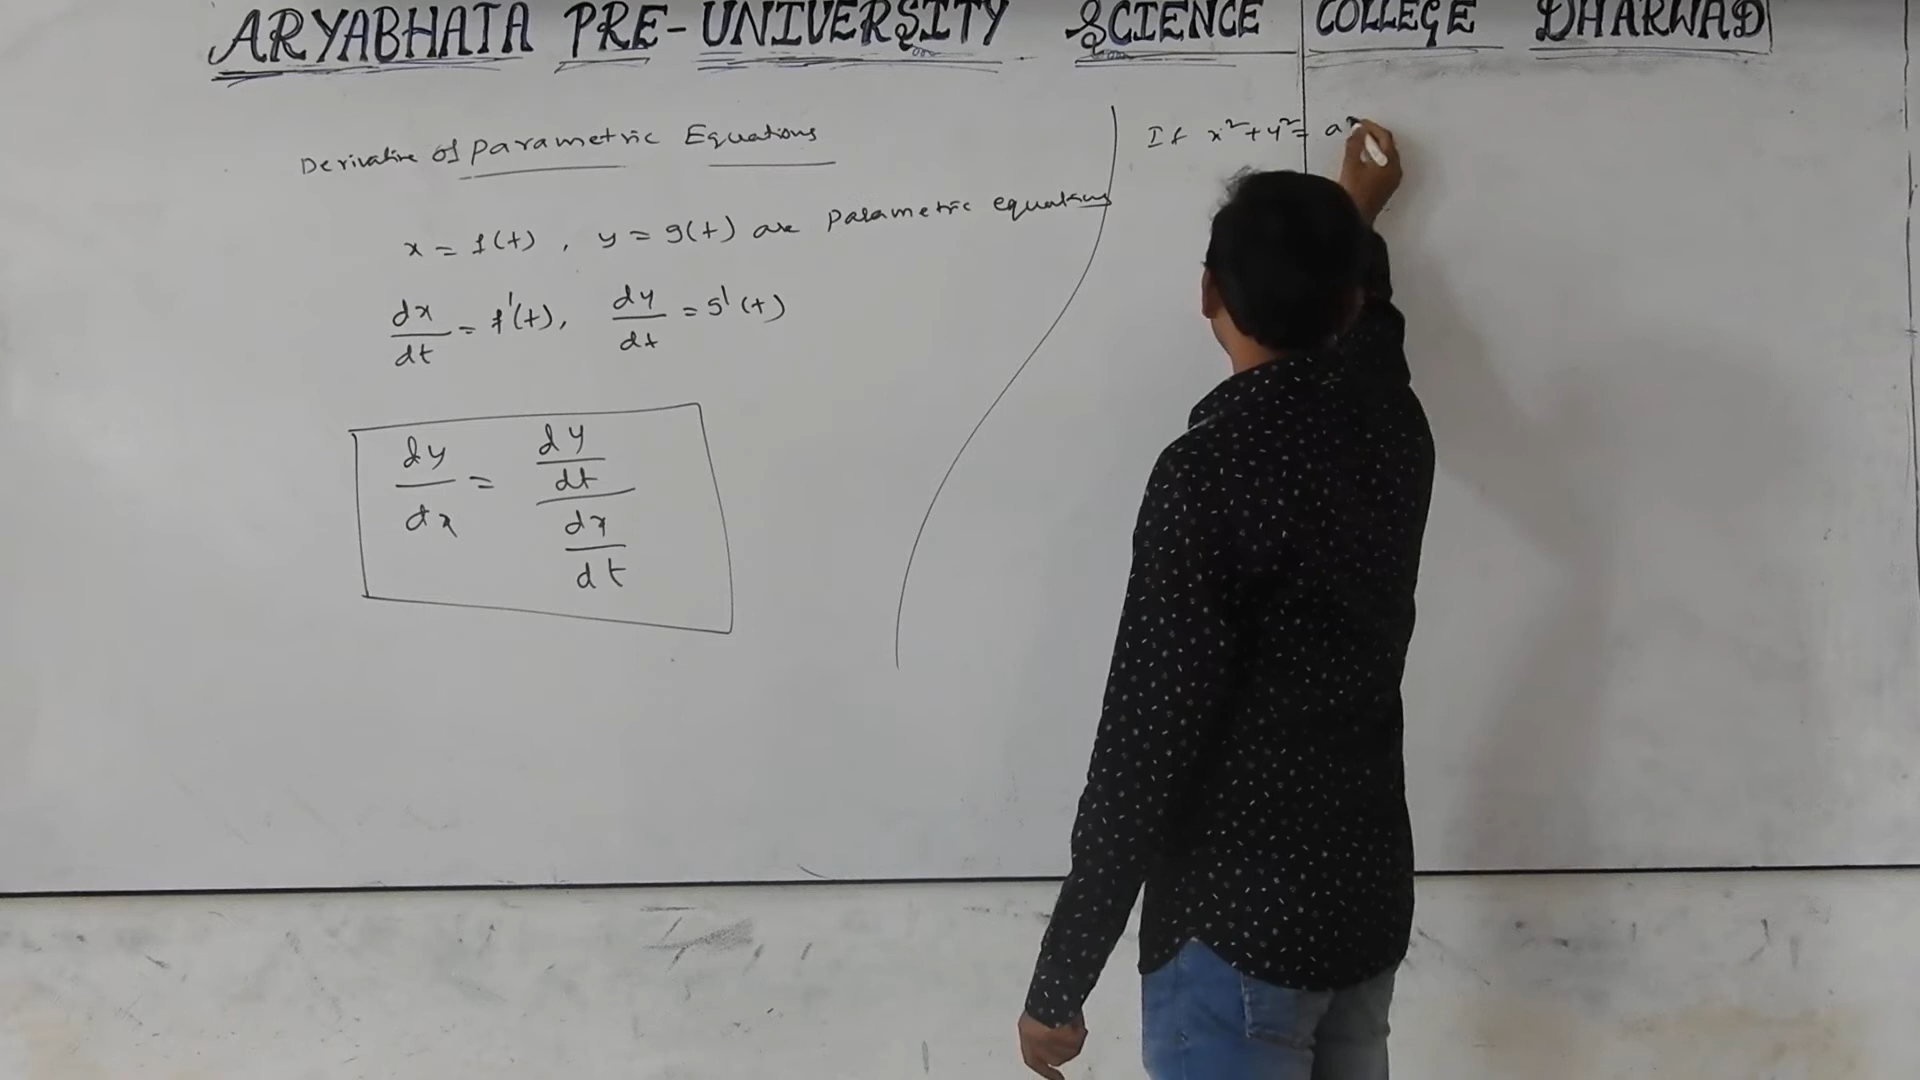 ARYABHATA PRE-UNIVERSITY SCIENCE COLLEGE DHARWAD
Derivative of Parametric Equations
x = f(t), y = g(t) are parametric equations
dx/dt = f'(t), dy/dt = g'(t)
dy/dx = (dy/dt)/(dx/dt)
If x²+y²= a²